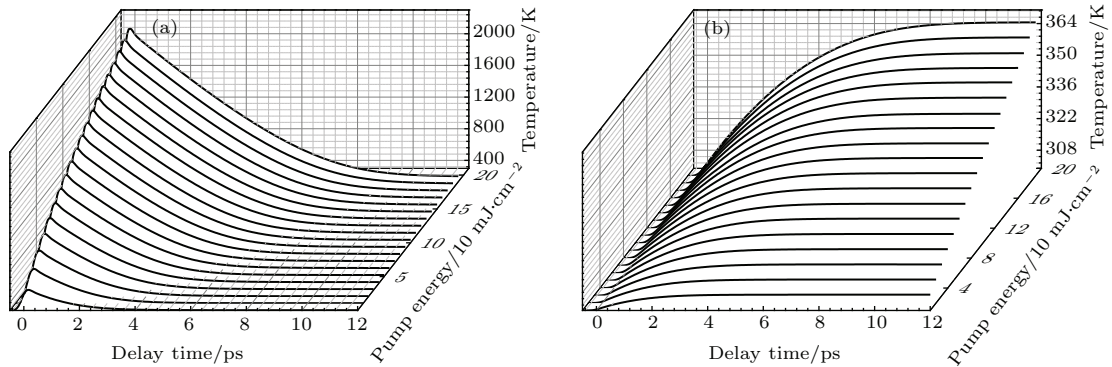 (a)
2000
1600
1200
800
400
Temperature/K
20
15
10
5
Pump energy/10 mJ·cm⁻²
0 2 4 6 8 10 12
Delay time/ps
(b)
364
350
336
322
308
Temperature/K
20
16
12
8
4
Pump energy/10 mJ·cm⁻²
0 2 4 6 8 10 12
Delay time/ps